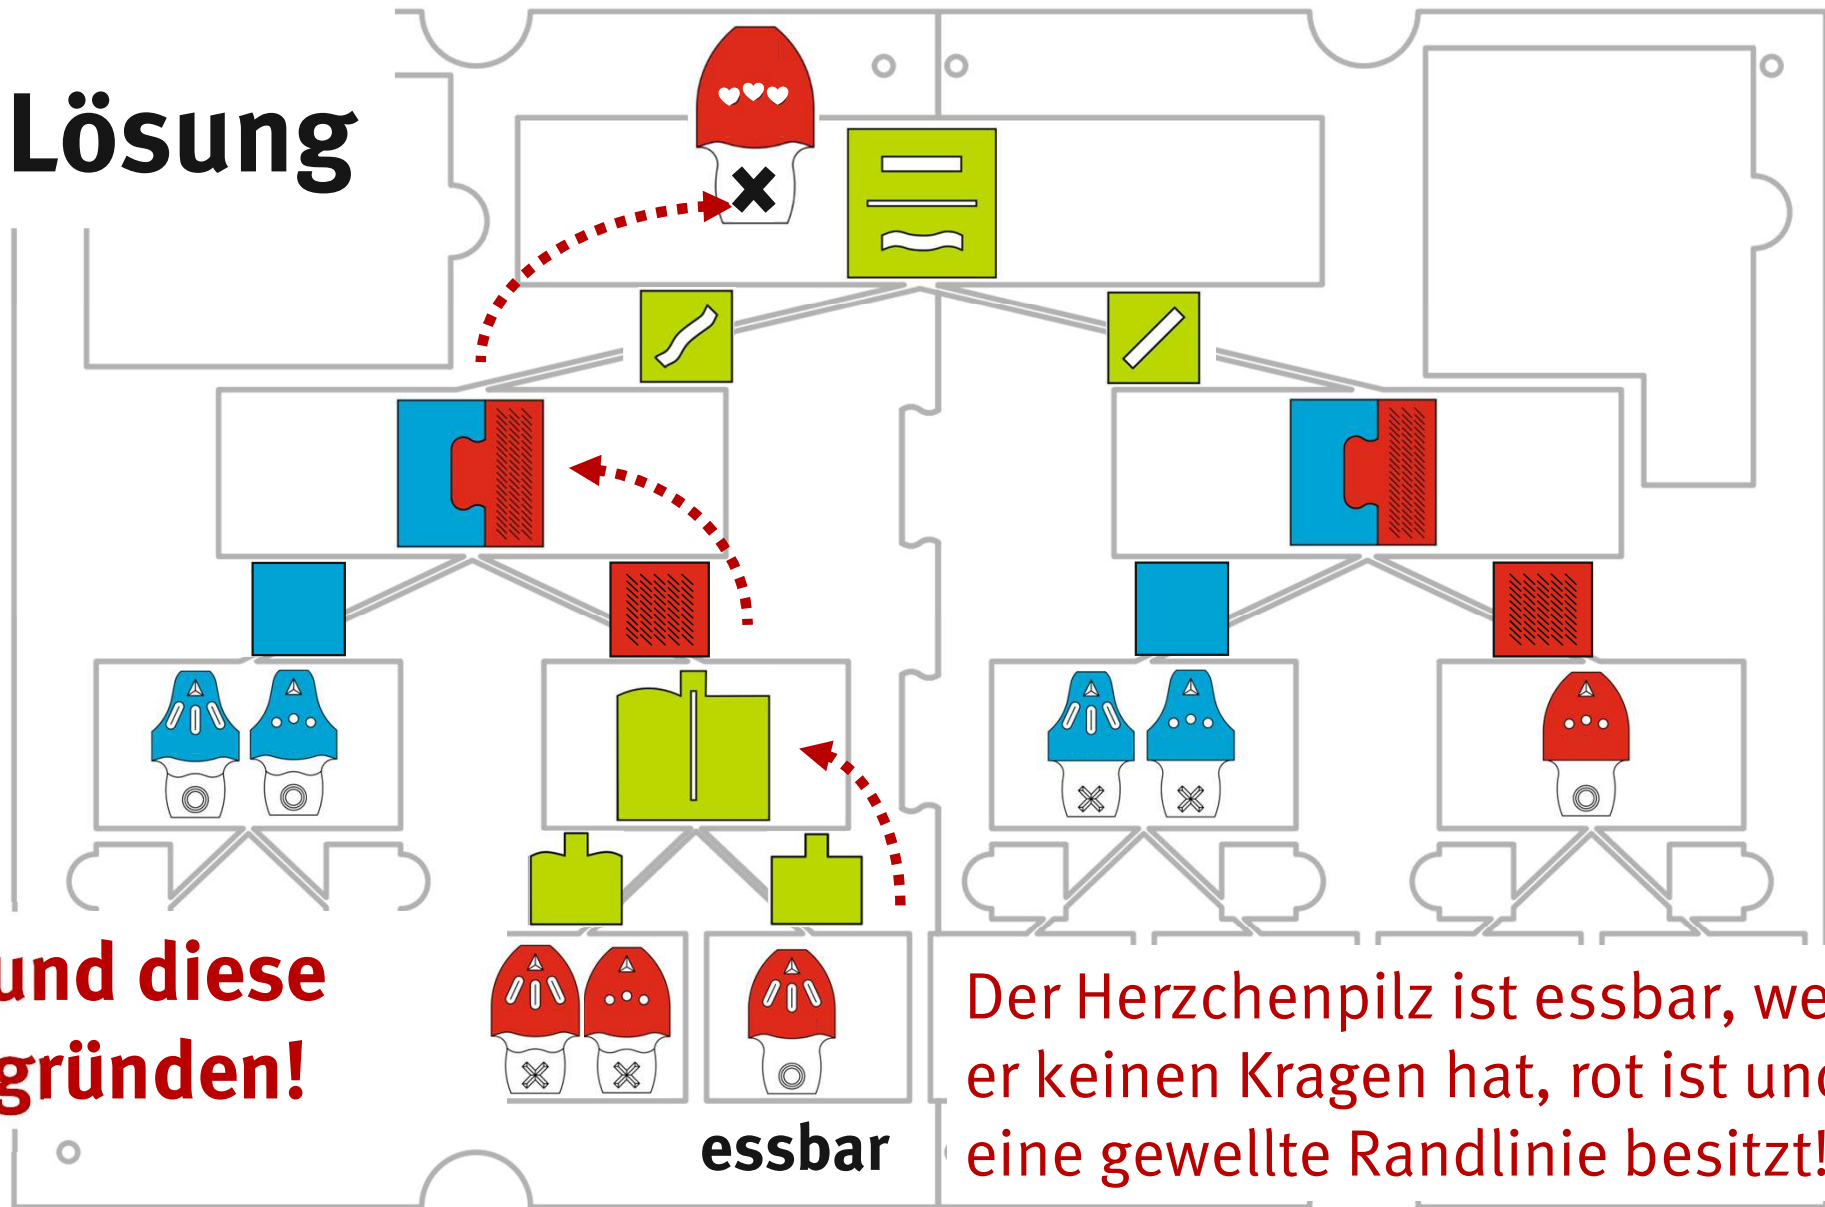 Lösung
und diese
gründen!
essbar
Der Herzchenpilz ist essbar, we
er keinen Kragen hat, rot ist und
eine gewellte Randlinie besitzt!